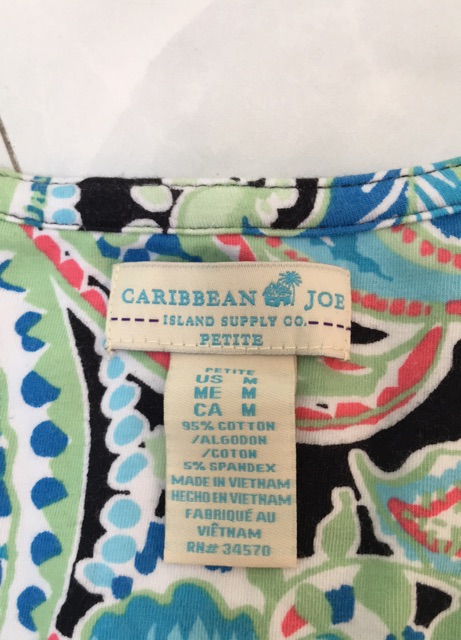 CARIBBEAN JOE
ISLAND SUPPLY CO.
PETITE
PETITE
US M
ME M
CA M
95% COTTON
/ALGODON
/COTON
5% SPANDEX
MADE IN VIETNAM
HECHO EN VIETNAM
FABRIQUÉ AU
VIÊTNAM
RN# 34570